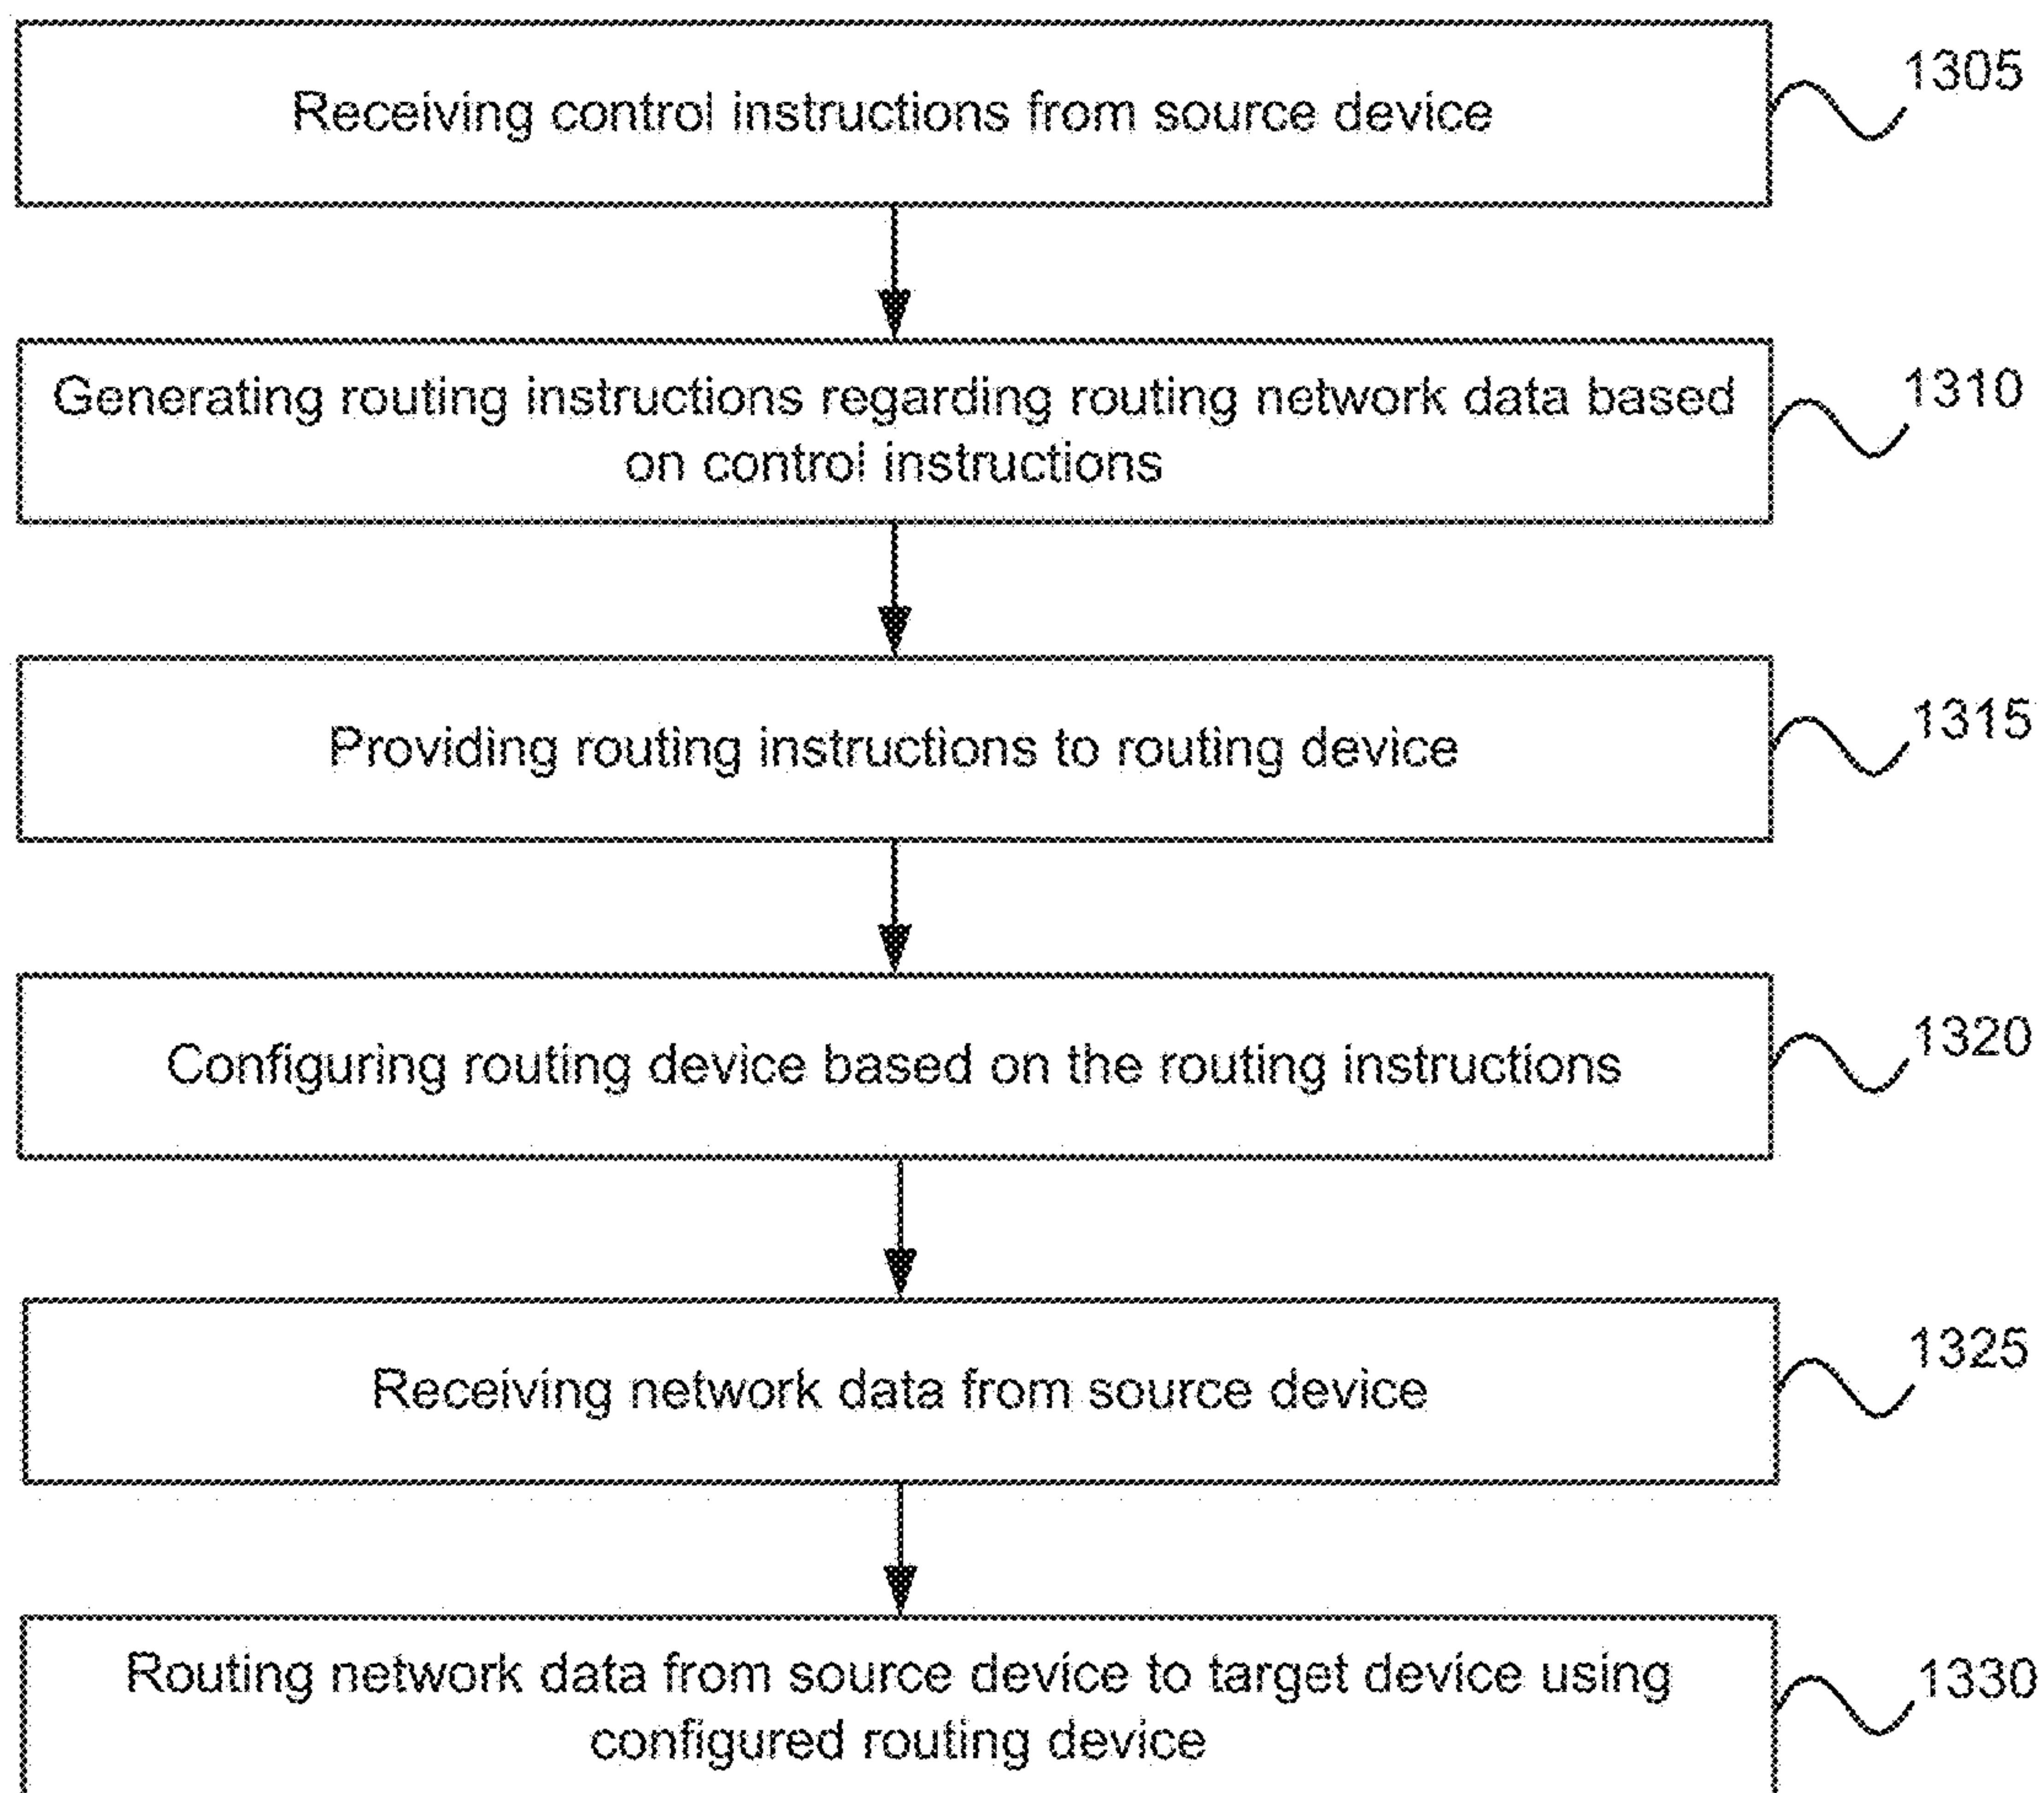 Receiving control instructions from source device
1305
Generating routing instructions regarding routing network data based
on control instructions
1310
Providing routing instructions to routing device
1315
Configuring routing device based on the routing instructions
1320
Receiving network data from source device
1325
Routing network data from source device to target device using
configured routing device
1330